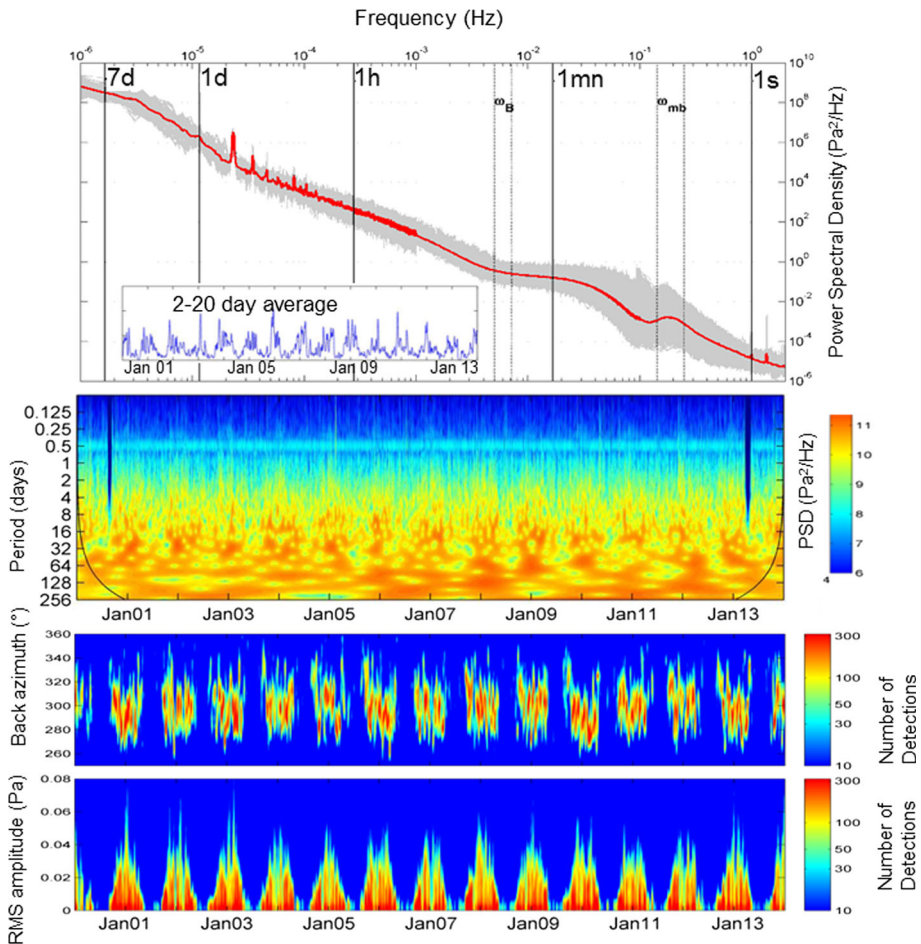 Frequency (Hz)
10⁻⁶ 10⁻⁵ 10⁻⁴ 10⁻³ 10⁻² 10⁻¹ 10⁰ 10¹⁰
7d 1d 1h 1mn 1s
ω_B ω_mb
10⁸
10⁶
10⁴
10²
10⁰
10⁻²
10⁻⁴
10⁻⁶
Power Spectral Density (Pa²/Hz)
2-20 day average
Jan 01 Jan 05 Jan 09 Jan 13
Period (days)
0.125
0.25
0.5
1
2
4
8
16
32
64
128
256
Jan01 Jan03 Jan05 Jan07 Jan09 Jan11 Jan13
PSD (Pa²/Hz)
11
10
9
8
7
6
4
Back azimuth (°)
360
340
320
300
280
260
300
100
50
30
10
Number of
Detections
RMS amplitude (Pa)
0.08
0.06
0.04
0.02
0
Jan01 Jan03 Jan05 Jan07 Jan09 Jan11 Jan13
300
100
50
30
10
Number of
Detections